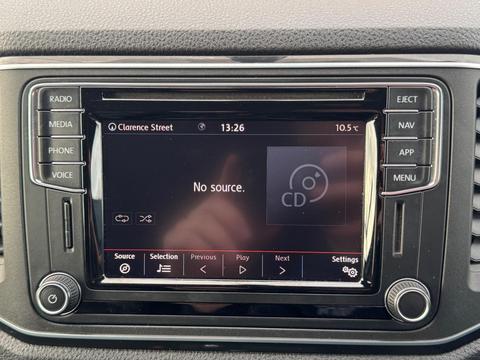 RADIO
MEDIA
PHONE
VOICE
EJECT
NAV
APP
MENU
Clarence Street 13:26 10.5 °C
No source.
CD
Source Selection Previous Play Next Settings